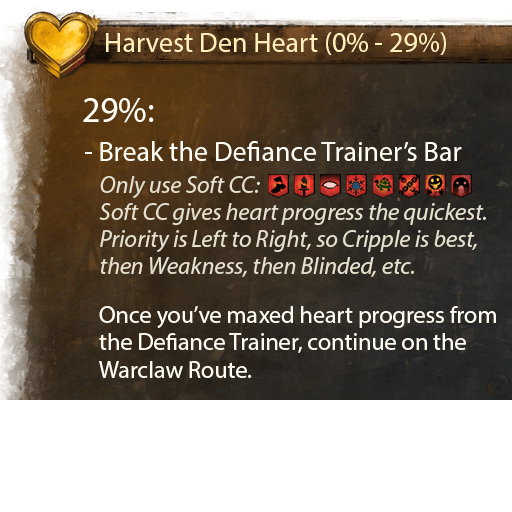 Harvest Den Heart (0% - 29%)
29%:
- Break the Defiance Trainer's Bar
Only use Soft CC:
Soft CC gives heart progress the quickest.
Priority is Left to Right, so Cripple is best,
then Weakness, then Blinded, etc.
Once you've maxed heart progress from
the Defiance Trainer, continue on the
Warclaw Route.